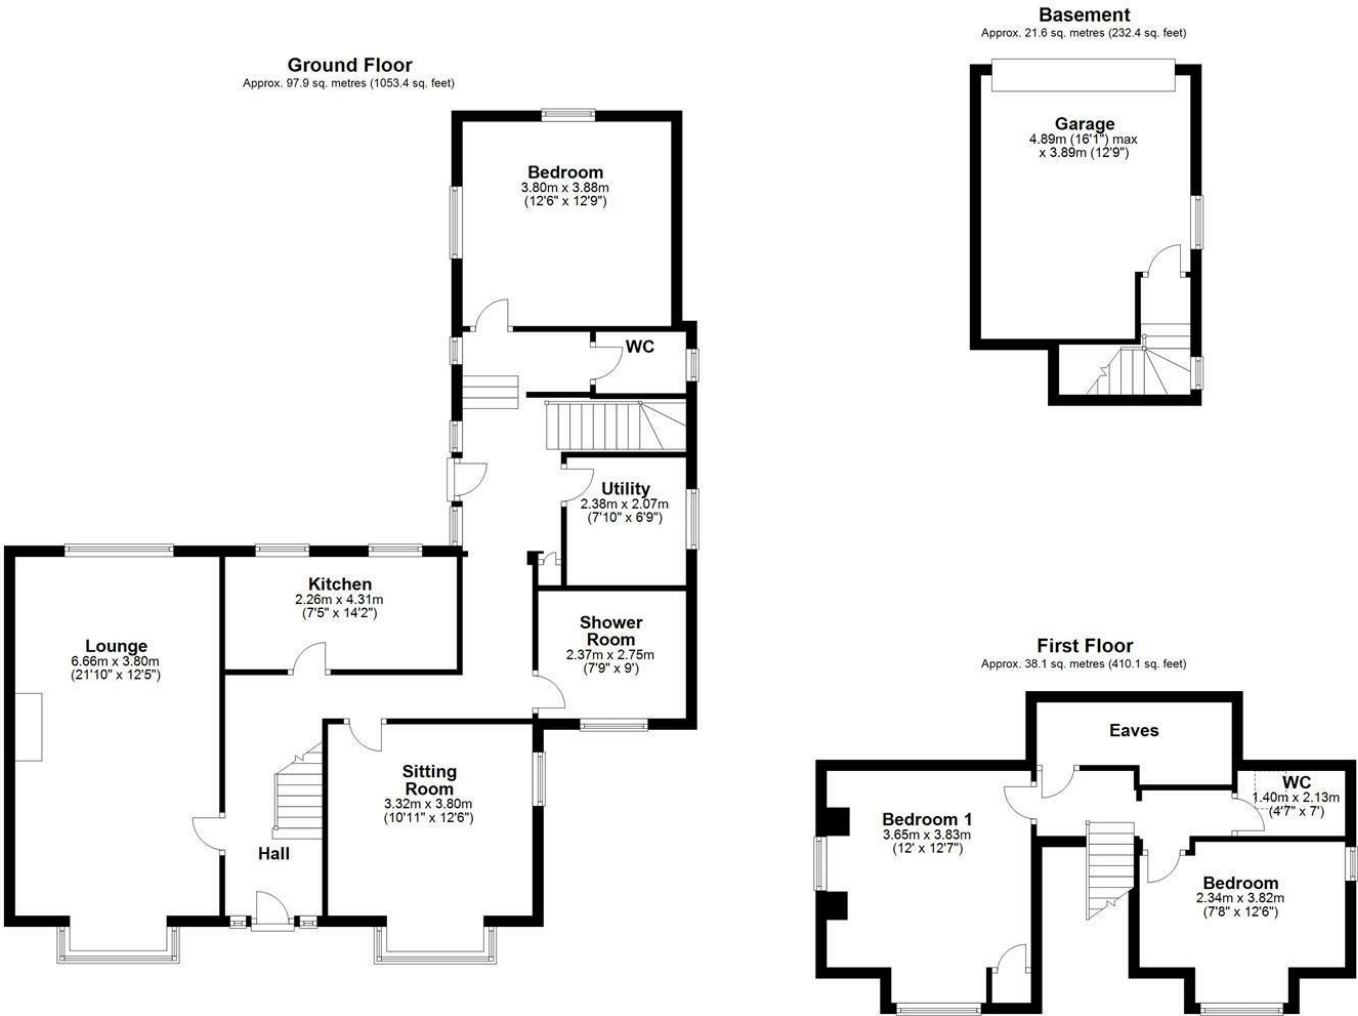 Ground Floor
Approx. 97.9 sq. metres (1053.4 sq. feet)
Bedroom
3.80m x 3.88m
(12'6" x 12'9")
WC
Utility
2.38m x 2.07m
(7'10" x 6'9")
Kitchen
2.26m x 4.31m
(7'5" x 14'2")
Lounge
6.66m x 3.80m
(21'10" x 12'5")
Shower
Room
2.37m x 2.75m
(7'9" x 9')
Sitting
Room
3.32m x 3.80m
(10'11" x 12'6")
Hall
Basement
Approx. 21.6 sq. metres (232.4 sq. feet)
Garage
4.89m (16'1") max
x 3.89m (12'9")
First Floor
Approx. 38.1 sq. metres (410.1 sq. feet)
Eaves
WC
1.40m x 2.13m
(4'7" x 7')
Bedroom 1
3.65m x 3.83m
(12' x 12'7")
Bedroom
2.34m x 3.82m
(7'8" x 12'6")